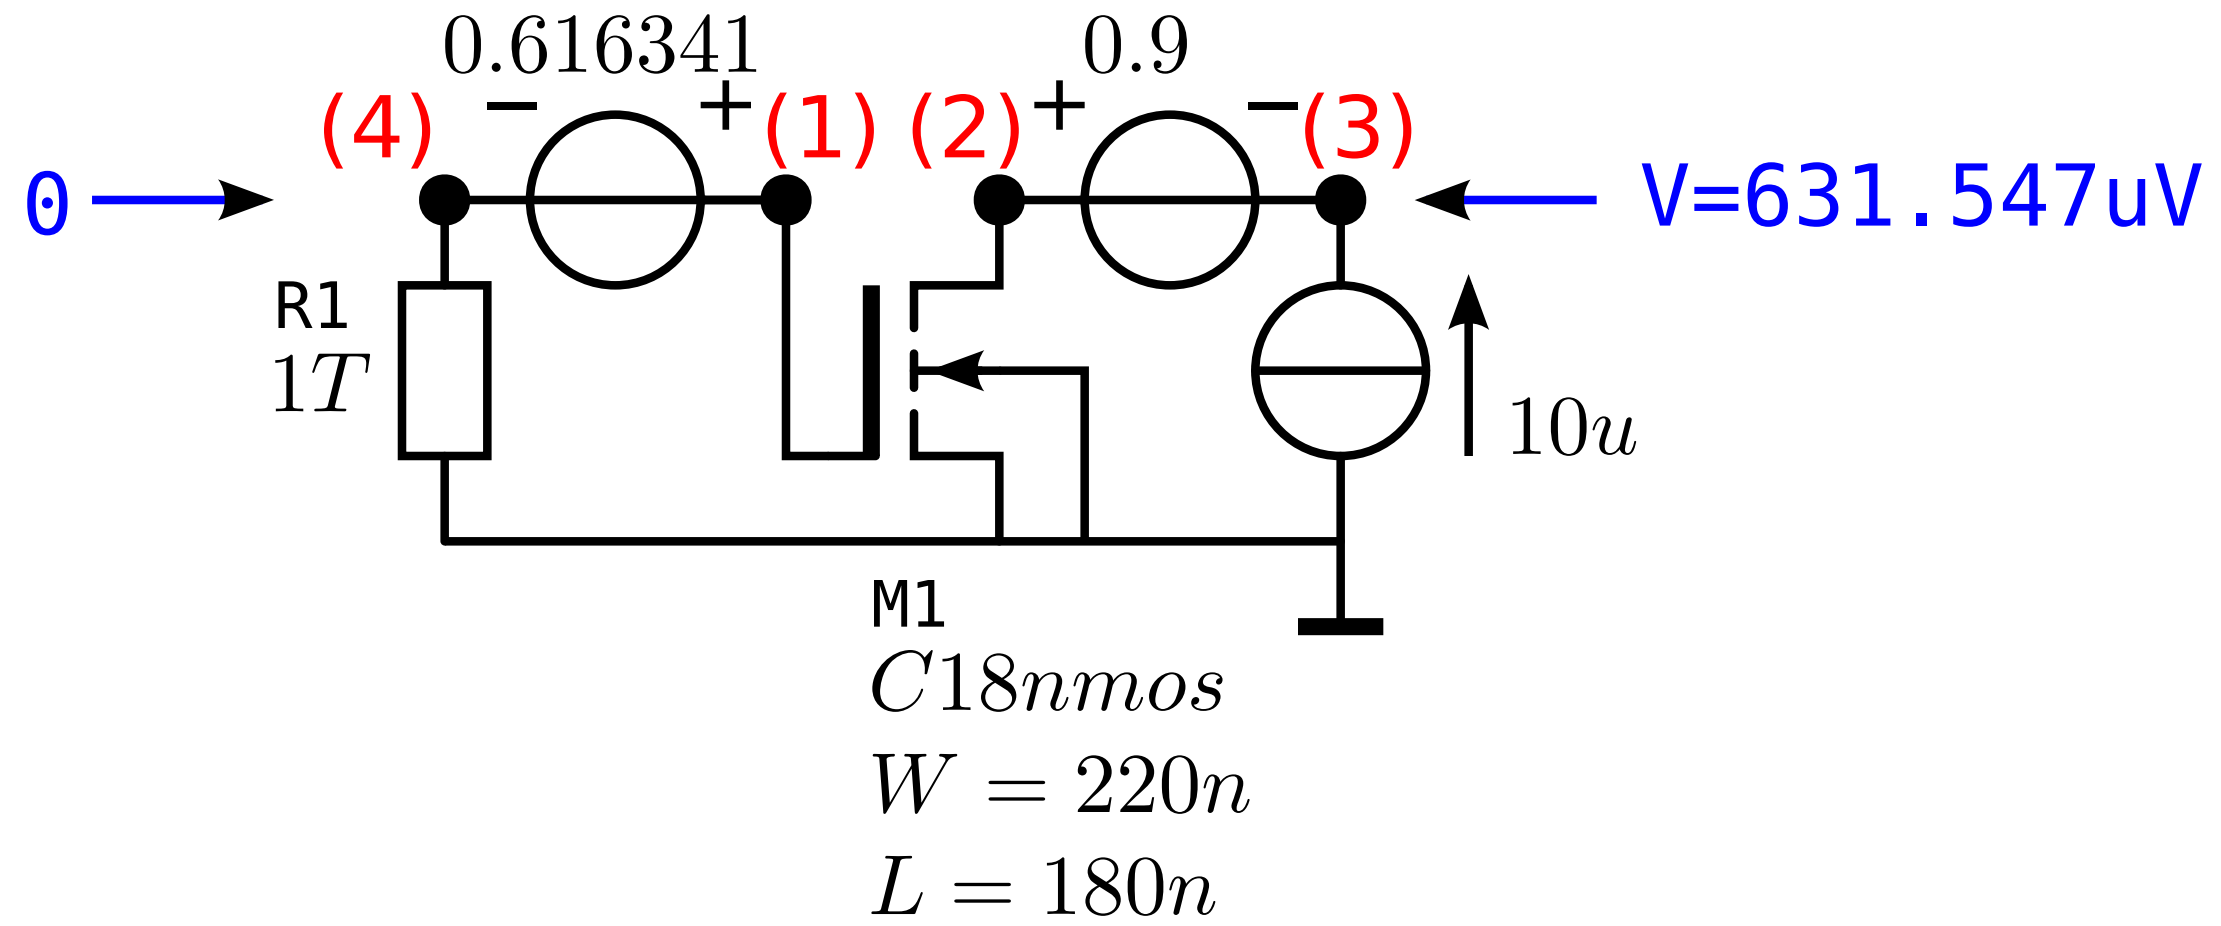 0.616341
0.9
(4) − + (1) (2) + − (3)
0
V=631.547uV
R1
1T
10u
M1
C18nmos
W = 220n
L = 180n